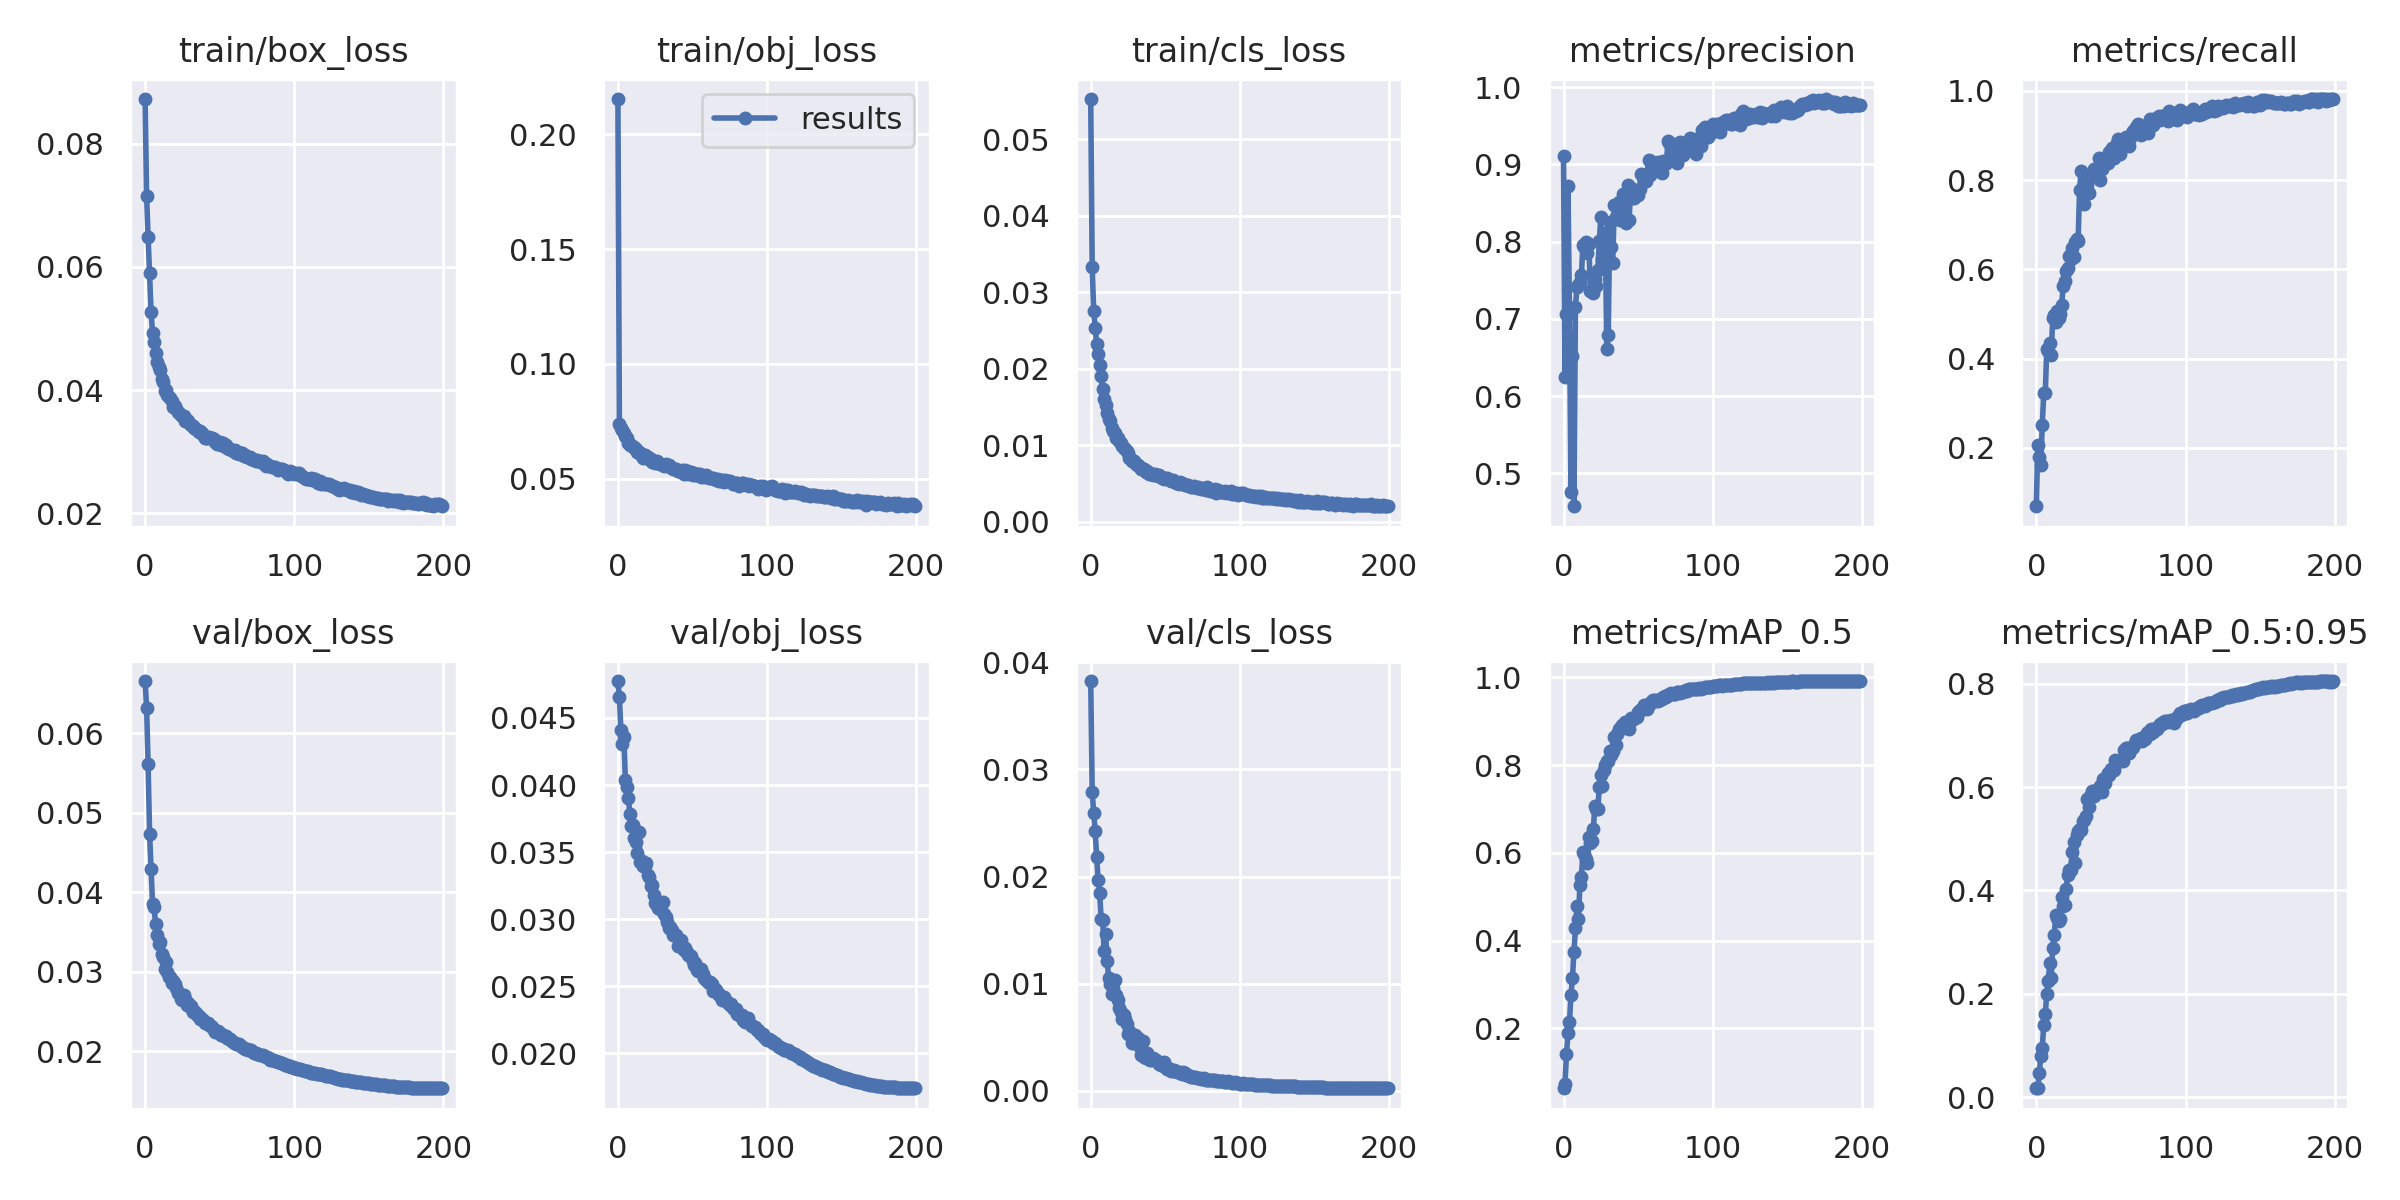 train/box_loss
train/obj_loss
train/cls_loss
metrics/precision
metrics/recall
results
0.08
0.06
0.04
0.02
0 100 200
0.20
0.15
0.10
0.05
0 100 200
0.05
0.04
0.03
0.02
0.01
0.00
0 100 200
1.0
0.9
0.8
0.7
0.6
0.5
0 100 200
1.0
0.8
0.6
0.4
0.2
0 100 200
val/box_loss
val/obj_loss
val/cls_loss
metrics/mAP_0.5
metrics/mAP_0.5:0.95
0.06
0.05
0.04
0.03
0.02
0 100 200
0.045
0.040
0.035
0.030
0.025
0.020
0 100 200
0.04
0.03
0.02
0.01
0.00
0 100 200
1.0
0.8
0.6
0.4
0.2
0 100 200
0.8
0.6
0.4
0.2
0.0
0 100 200